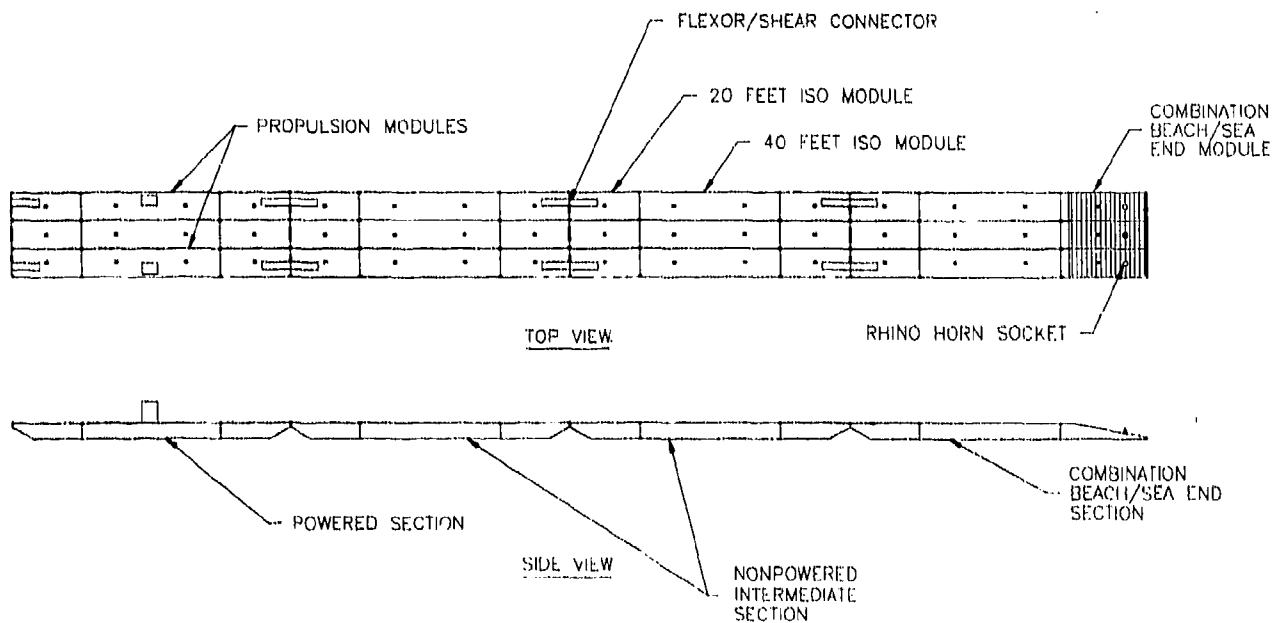 FLEXOR/SHEAR CONNECTOR
20 FEET ISO MODULE
PROPULSION MODULES
40 FEET ISO MODULE
COMBINATION
BEACH/SEA
END MODULE
RHINO HORN SOCKET
TOP VIEW
POWERED SECTION
COMBINATION
BEACH/SEA END
SECTION
SIDE VIEW
NONPOWERED
INTERMEDIATE
SECTION